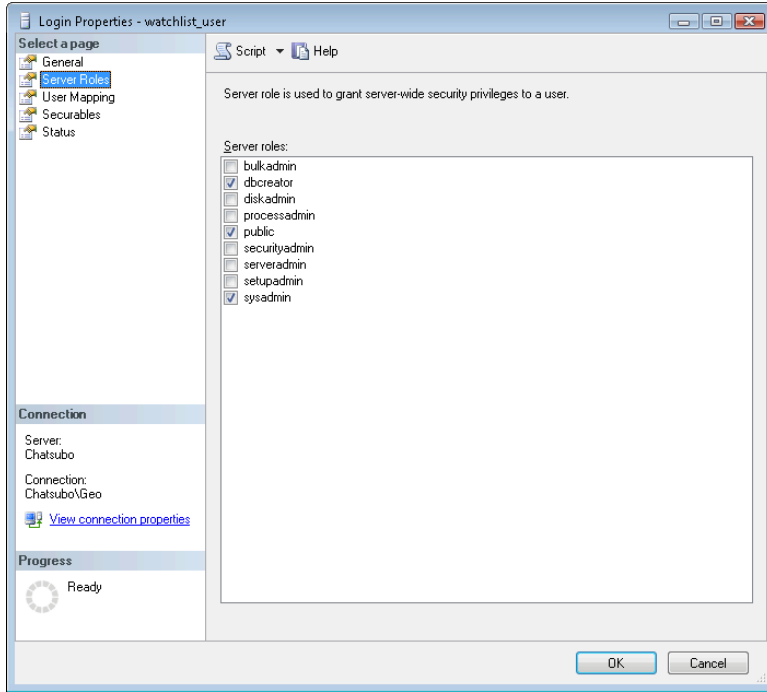 Login Properties - watchlist_user
Select a page
General
Server Roles
User Mapping
Securables
Status
Script
Help
Server role is used to grant server-wide security privileges to a user.
Server roles:
bulkadmin
dbcreator
diskadmin
processadmin
public
securityadmin
serveradmin
setupadmin
sysadmin
Connection
Server:
Chatsubo
Connection:
Chatsubo\Geo
View connection properties
Progress
Ready
OK
Cancel